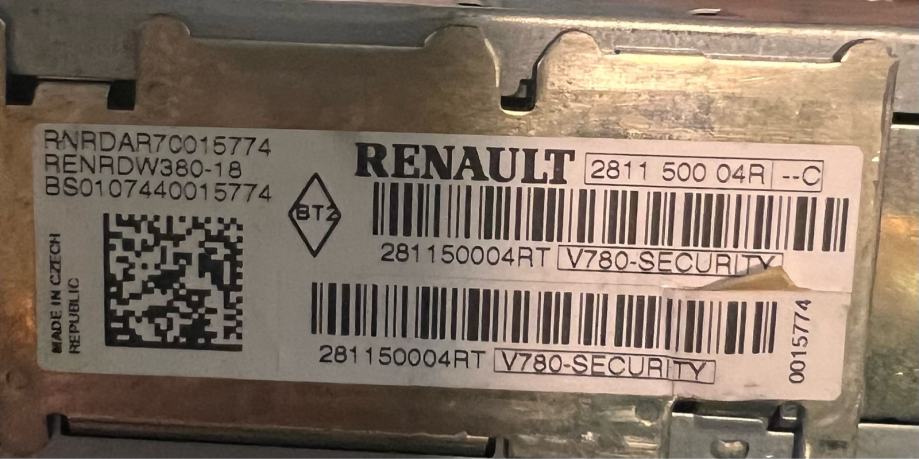 RNRDAR7C015774
RENRDW380-18
BS0107440015774
MADE IN CZECH
REPUBLIC
BT2
RENAULT
2811 500 04R --C
281150004RT V780-SECURITY
281150004RT V780-SECURITY
0015774